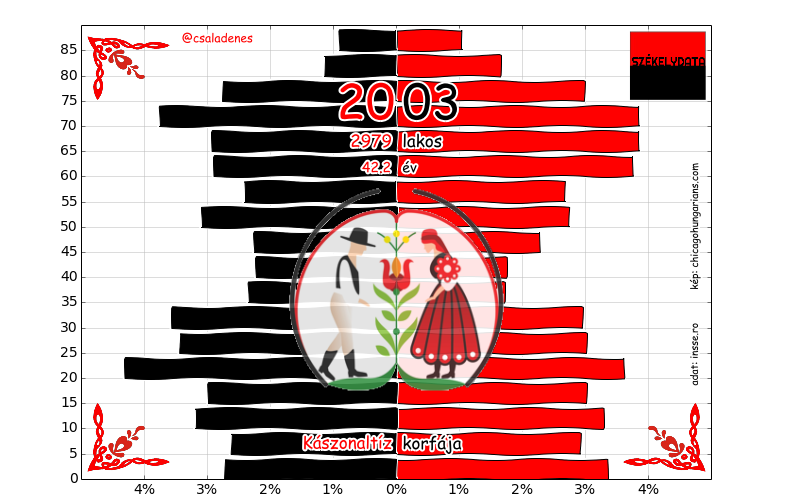 @csaladenes
SZÉKELYDATA
2003
2979 lakos
42.2 év
kép: chicagohungarians.com
adat: insse.ro
Kászonaltíz korfája
85
80
75
70
65
60
55
50
45
40
35
30
25
20
15
10
5
0
4% 3% 2% 1% 0% 1% 2% 3% 4%